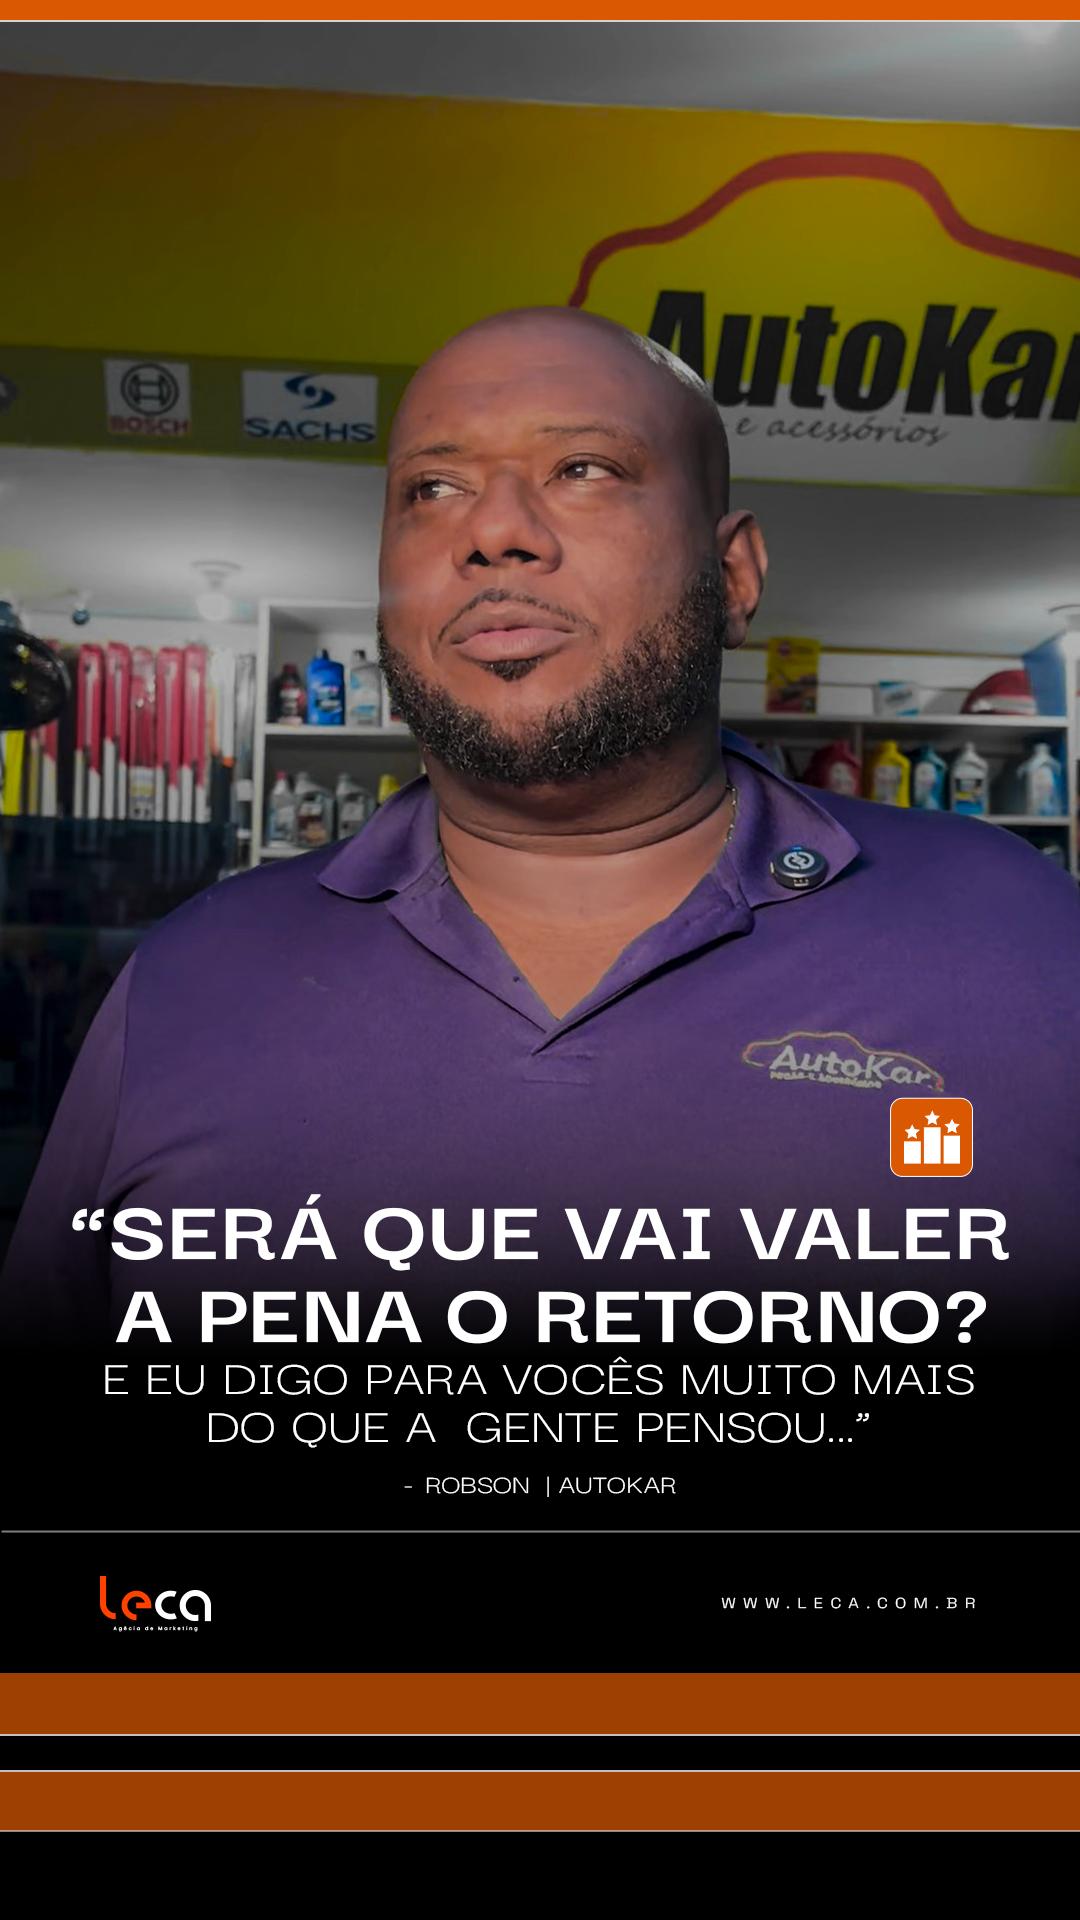 AutoKar
e acessórios
BOSCH
SACHS
AutoKar
“SERÁ QUE VAI VALER
A PENA O RETORNO?
E EU DIGO PARA VOCÊS MUITO MAIS
DO QUE A GENTE PENSOU...”
- ROBSON | AUTOKAR
leca
Agêcia de Marketing
WWW.LECA.COM.BR